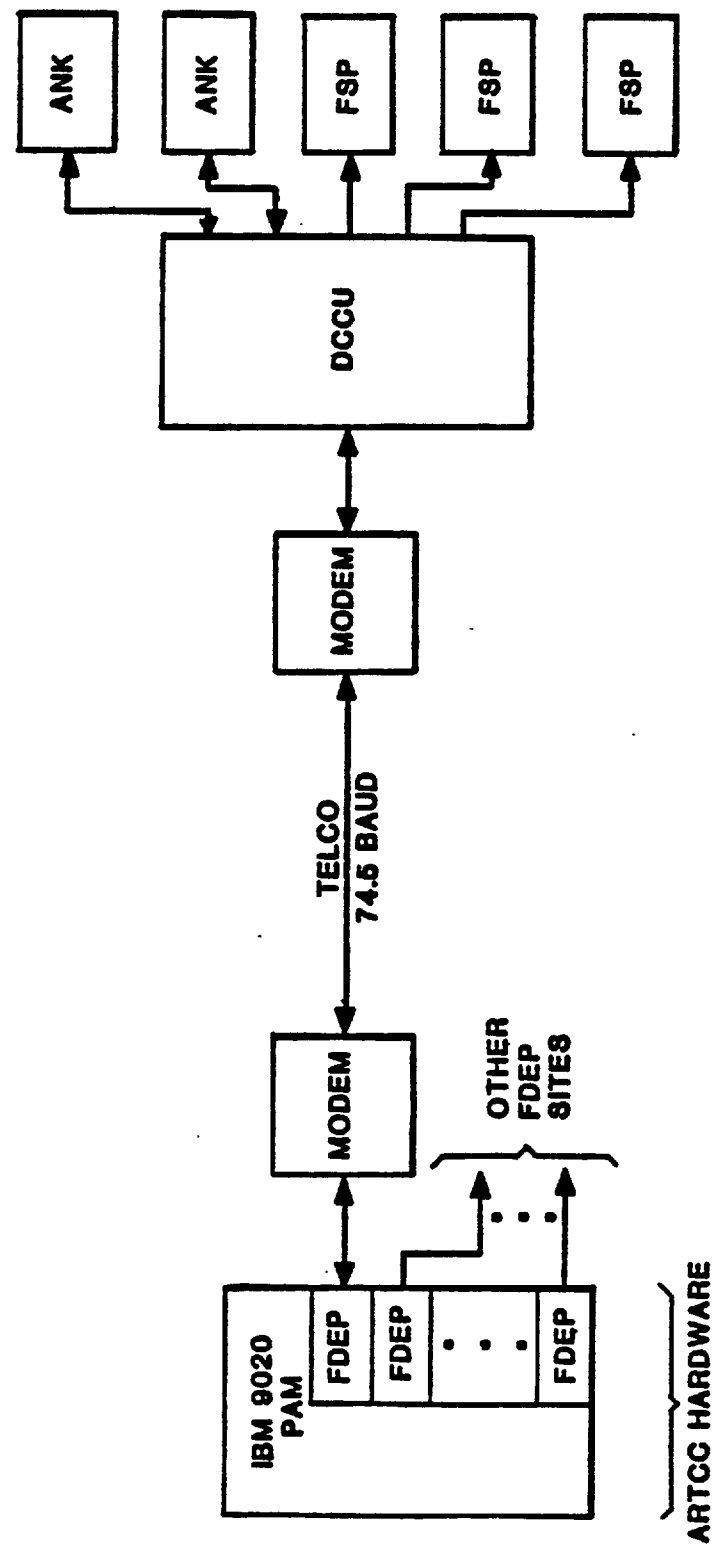 IBM 9020
PAM
FDEP
FDEP
FDEP
ARTCC HARDWARE
OTHER
FDEP
SITES
MODEM
TELCO
74.5 BAUD
MODEM
DCCU
ANK
ANK
FSP
FSP
FSP